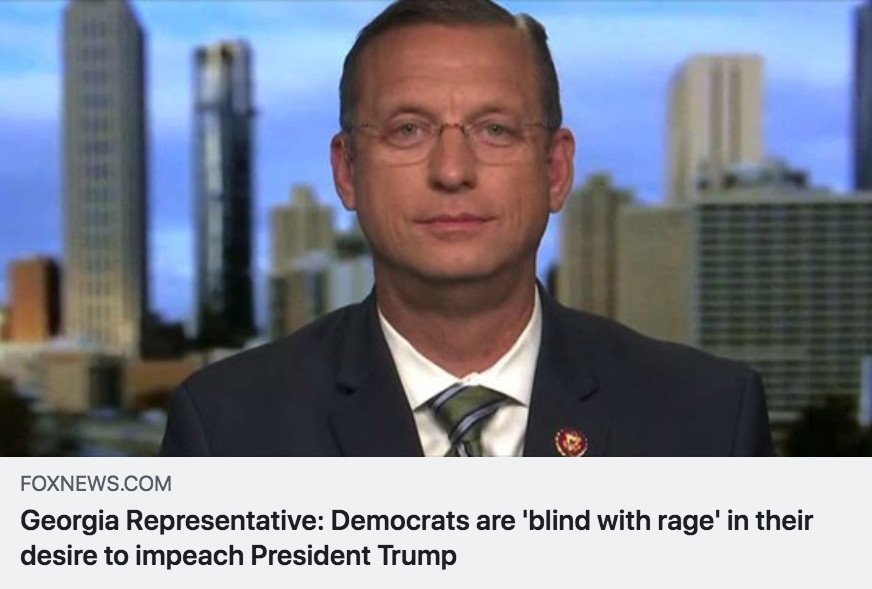 FOXNEWS.COM
Georgia Representative: Democrats are 'blind with rage' in their
desire to impeach President Trump